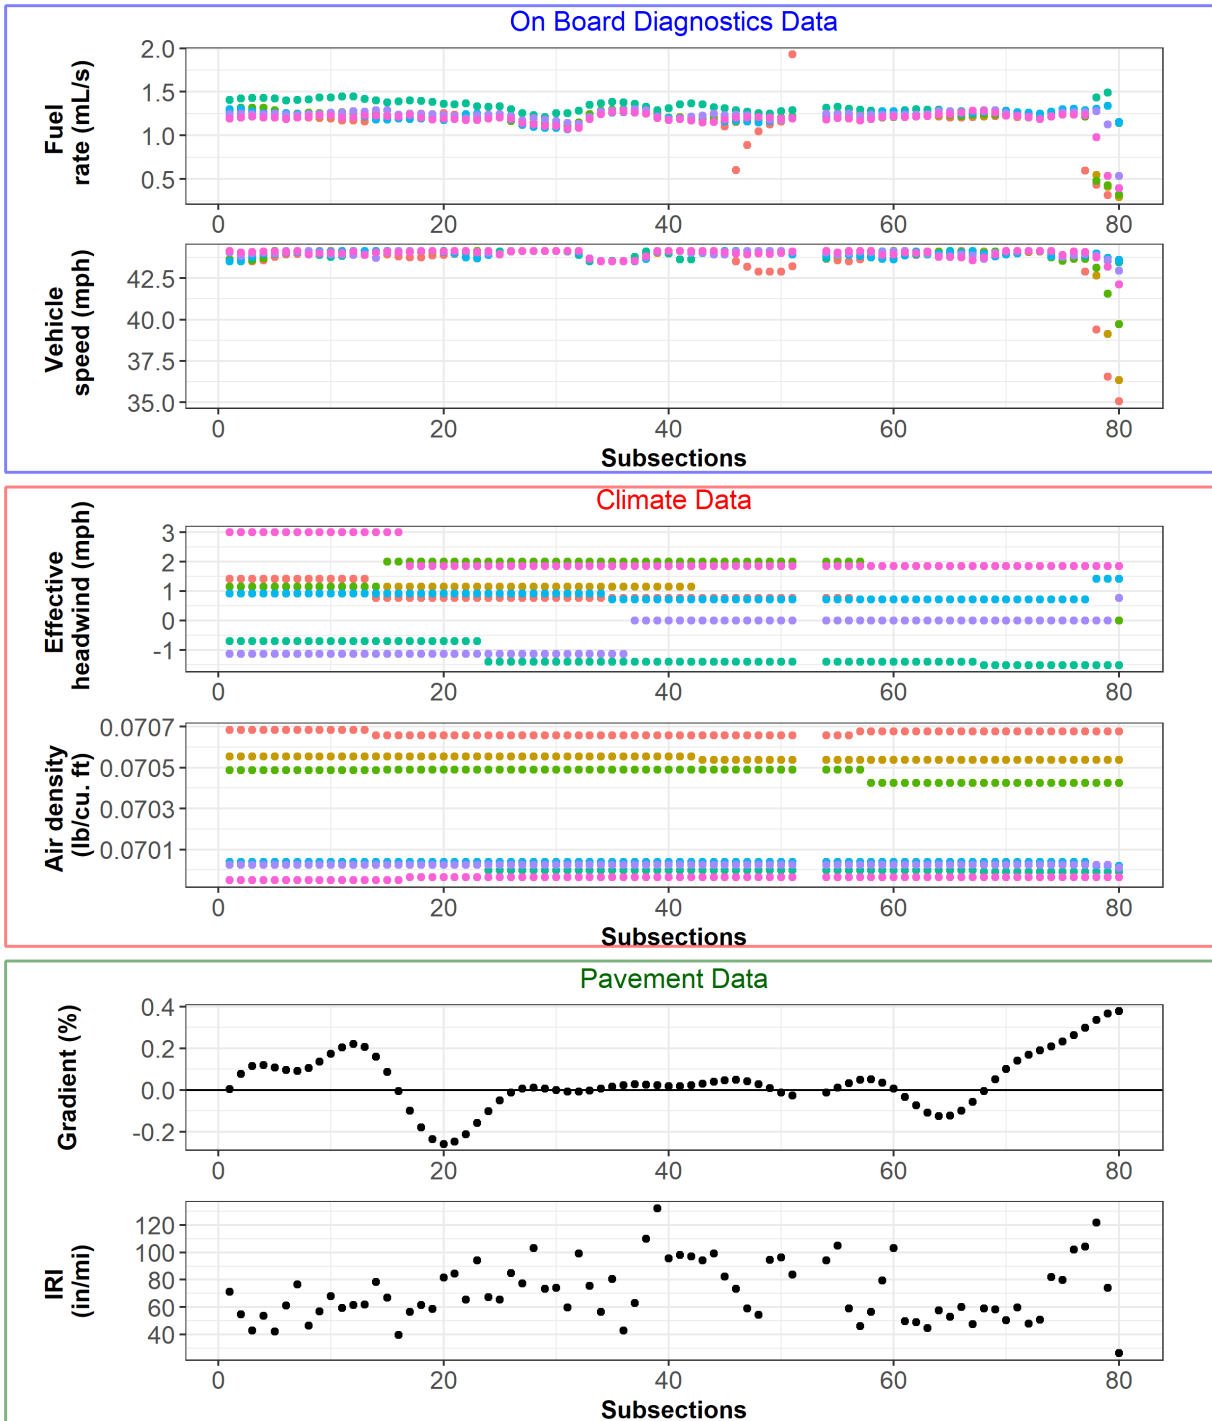 On Board Diagnostics Data
Fuel
rate (mL/s)
2.0
1.5
1.0
0.5
0 20 40 60 80
Vehicle
speed (mph)
42.5
40.0
37.5
35.0
0 20 40 60 80
Subsections
Climate Data
Effective
headwind (mph)
3
2
1
0
-1
0 20 40 60 80
Air density
(lb/cu. ft)
0.0707
0.0705
0.0703
0.0701
0 20 40 60 80
Subsections
Pavement Data
Gradient (%)
0.4
0.2
0.0
-0.2
0 20 40 60 80
IRI
(in/mi)
120
100
80
60
40
0 20 40 60 80
Subsections